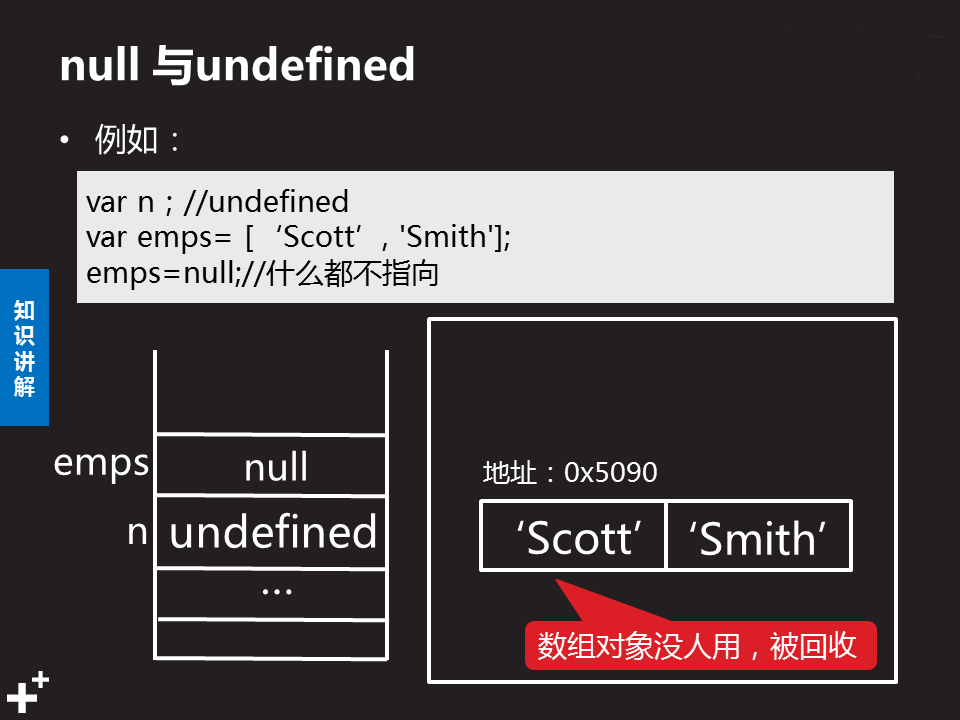 null 与undefined
• 例如：
var n ; //undefined
var emps= [‘Scott’, 'Smith'];
emps=null;//什么都不指向
知
识
讲
解
emps
null
n
undefined
...
地址：0x5090
‘Scott’
‘Smith’
数组对象没人用，被回收